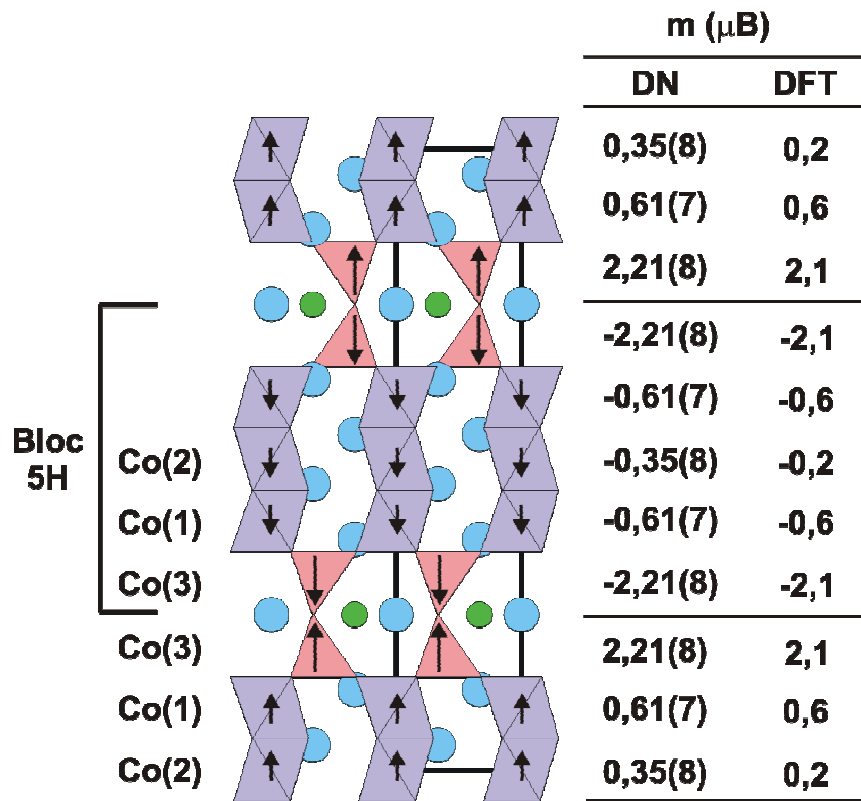 m (μB)
DN DFT
0,35(8) 0,2
0,61(7) 0,6
2,21(8) 2,1
-2,21(8) -2,1
-0,61(7) -0,6
Bloc
5H
Co(2) -0,35(8) -0,2
Co(1) -0,61(7) -0,6
Co(3) -2,21(8) -2,1
Co(3) 2,21(8) 2,1
Co(1) 0,61(7) 0,6
Co(2) 0,35(8) 0,2